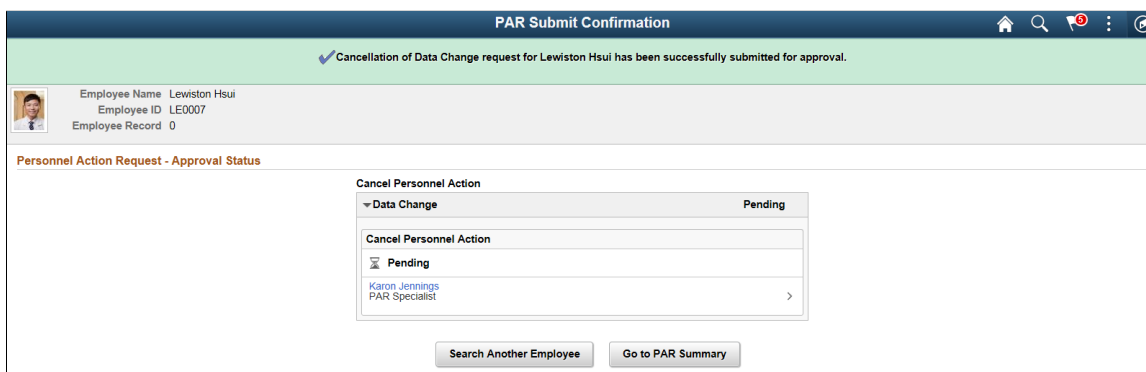 PAR Submit Confirmation
5
Cancellation of Data Change request for Lewiston Hsui has been successfully submitted for approval.
Employee Name Lewiston Hsui
Employee ID LE0007
Employee Record 0
Personnel Action Request - Approval Status
Cancel Personnel Action
Data Change Pending
Cancel Personnel Action
Pending
Karon Jennings
PAR Specialist
Search Another Employee Go to PAR Summary